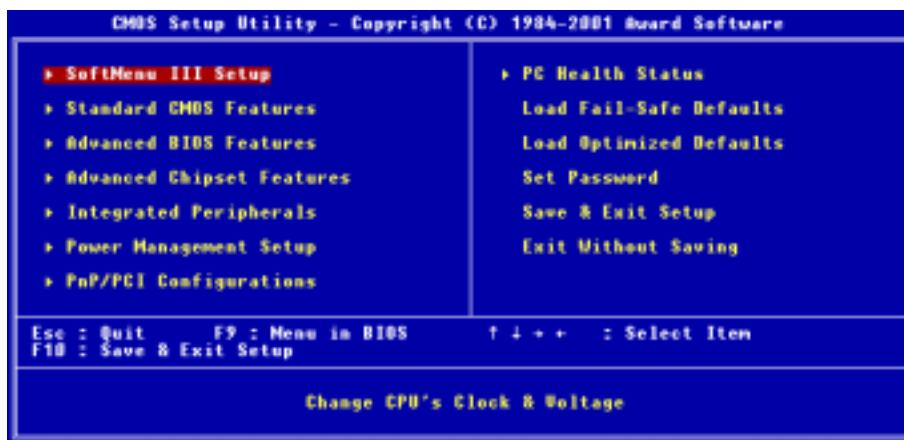 CMOS Setup Utility - Copyright (C) 1984-2001 Award Software
▸ SoftMenu III Setup
▸ Standard CMOS Features
▸ Advanced BIOS Features
▸ Advanced Chipset Features
▸ Integrated Peripherals
▸ Power Management Setup
▸ PnP/PCI Configurations
▸ PC Health Status
Load Fail-Safe Defaults
Load Optimized Defaults
Set Password
Save & Exit Setup
Exit Without Saving
Esc : Quit F9 : Menu in BIOS ↑ ↓ → ← : Select Item
F10 : Save & Exit Setup
Change CPU's Clock & Voltage